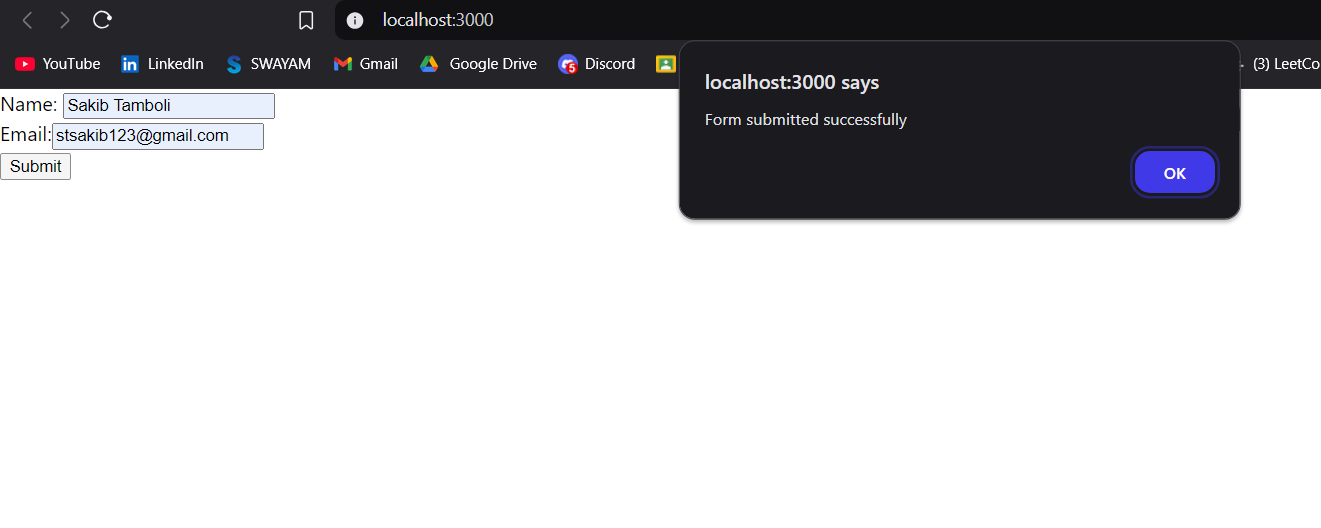 localhost:3000
YouTube LinkedIn SWAYAM Gmail Google Drive 5 Discord (3) LeetCo
localhost:3000 says
Form submitted successfully
OK
Name: Sakib Tamboli
Email: stsakib123@gmail.com
Submit